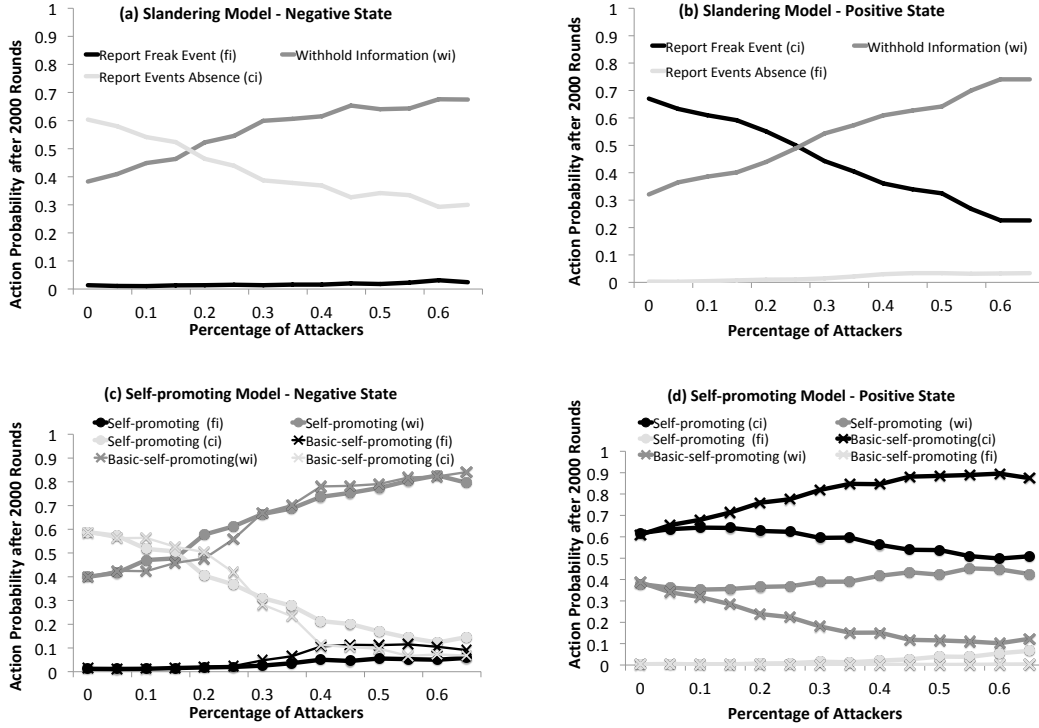 (a) Slandering Model - Negative State
Report Freak Event (fi)
Withhold Information (wi)
Report Events Absence (ci)
Action Probability after 2000 Rounds
1
0.9
0.8
0.7
0.6
0.5
0.4
0.3
0.2
0.1
0
0 0.1 0.2 0.3 0.4 0.5 0.6
Percentage of Attackers
(b) Slandering Model - Positive State
Report Freak Event (ci)
Withhold Information (wi)
Report Events Absence (fi)
Action Probability after 2000 Rounds
1
0.9
0.8
0.7
0.6
0.5
0.4
0.3
0.2
0.1
0
0 0.1 0.2 0.3 0.4 0.5 0.6
Percentage of Attackers
(c) Self-promoting Model - Negative State
Self-promoting (fi)
Self-promoting (wi)
Self-promoting (ci)
Basic-self-promoting (fi)
Basic-self-promoting(wi)
Basic-self-promoting (ci)
Action Probability after 2000 Rounds
1
0.9
0.8
0.7
0.6
0.5
0.4
0.3
0.2
0.1
0
0 0.1 0.2 0.3 0.4 0.5 0.6
Percentage of Attackers
(d) Self-promoting Model - Positive State
Self-promoting (ci)
Self-promoting (wi)
Self-promoting (fi)
Basic-self-promoting(ci)
Basic-self-promoting (wi)
Basic-self-promoting (fi)
Action Probability after 2000 Rounds
1
0.9
0.8
0.7
0.6
0.5
0.4
0.3
0.2
0.1
0
0 0.1 0.2 0.3 0.4 0.5 0.6
Percentage of Attackers